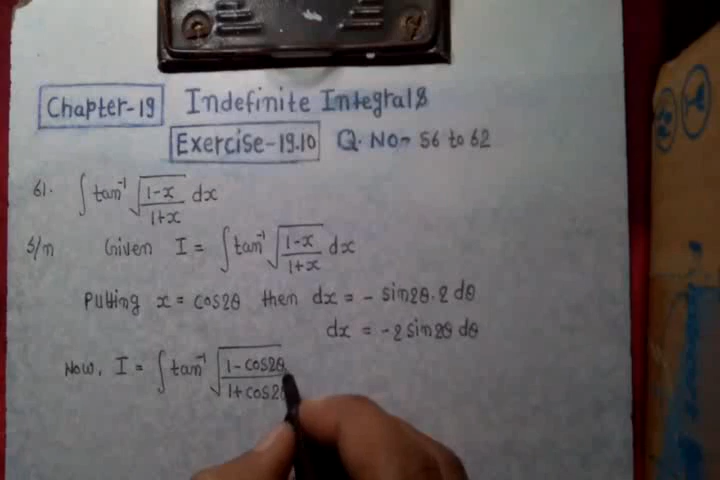 Chapter-19 Indefinite Integrals
Exercise-19.10 Q. NO- 56 to 62
61. ∫ tan⁻¹ √((1-x)/(1+x)) dx
S/n Given I = ∫ tan⁻¹ √((1-x)/(1+x)) dx
Putting x = cos2θ then dx = - sin2θ.2 dθ
dx = -2 sin2θ dθ
Now, I = ∫ tan⁻¹ √((1-cos2θ)/(1+cos2θ))